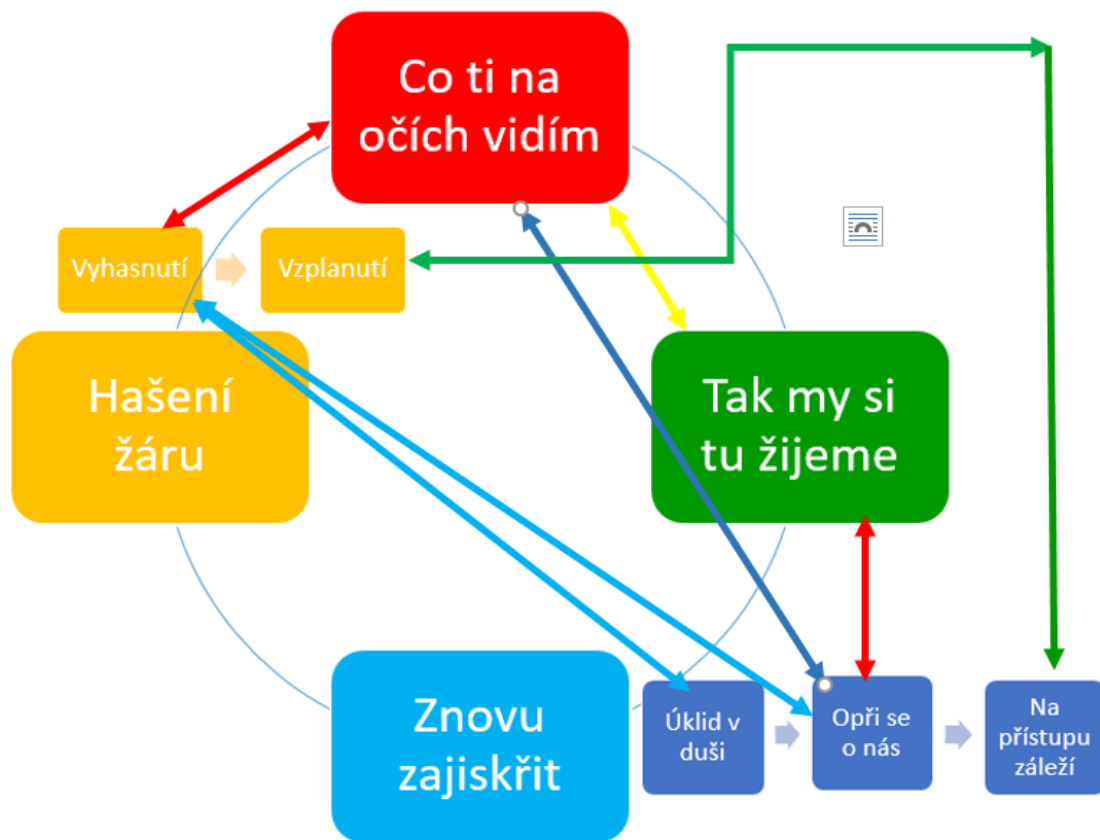 Co ti na
očích vidím
Vyhasnutí
Vzplanutí
Hašení
žáru
Tak my si
tu žijeme
Znovu
zajiskřit
Úklid v
duši
Opři se
o nás
Na
přístupu
záleží